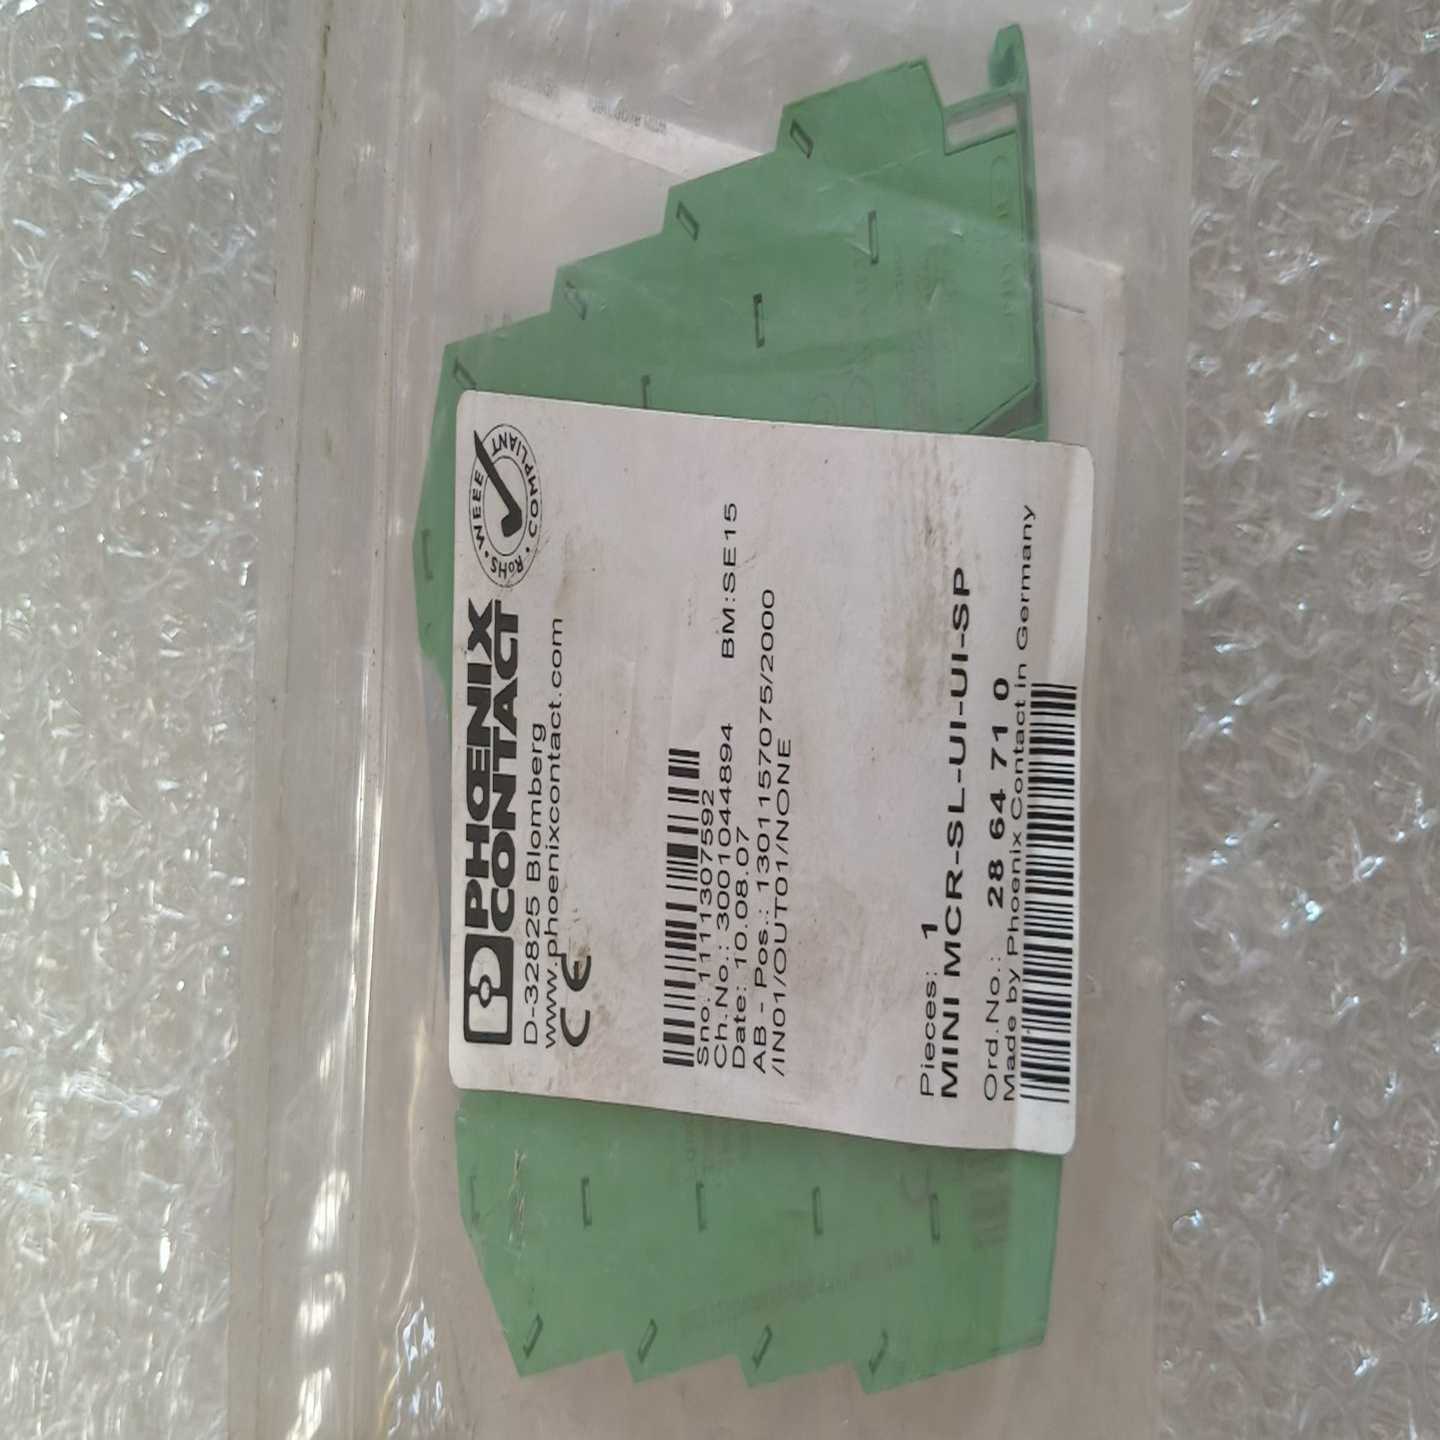 PHŒNIX
CONTACT
RoHS • WEEE • COMPLIANT
D-32825 Blomberg
www.phoenixcontact.com
CE
Sno. 1111307592
Ch.No.: 3001044894 BM:SE15
Date: 10.08.07
AB - Pos.: 1301157075/2000
/IN01/OUT01/NONE
Pieces: 1
MINI MCR-SL-UI-UI-SP
Ord.No.: 28 64 71 0
Made by Phoenix Contact in Germany